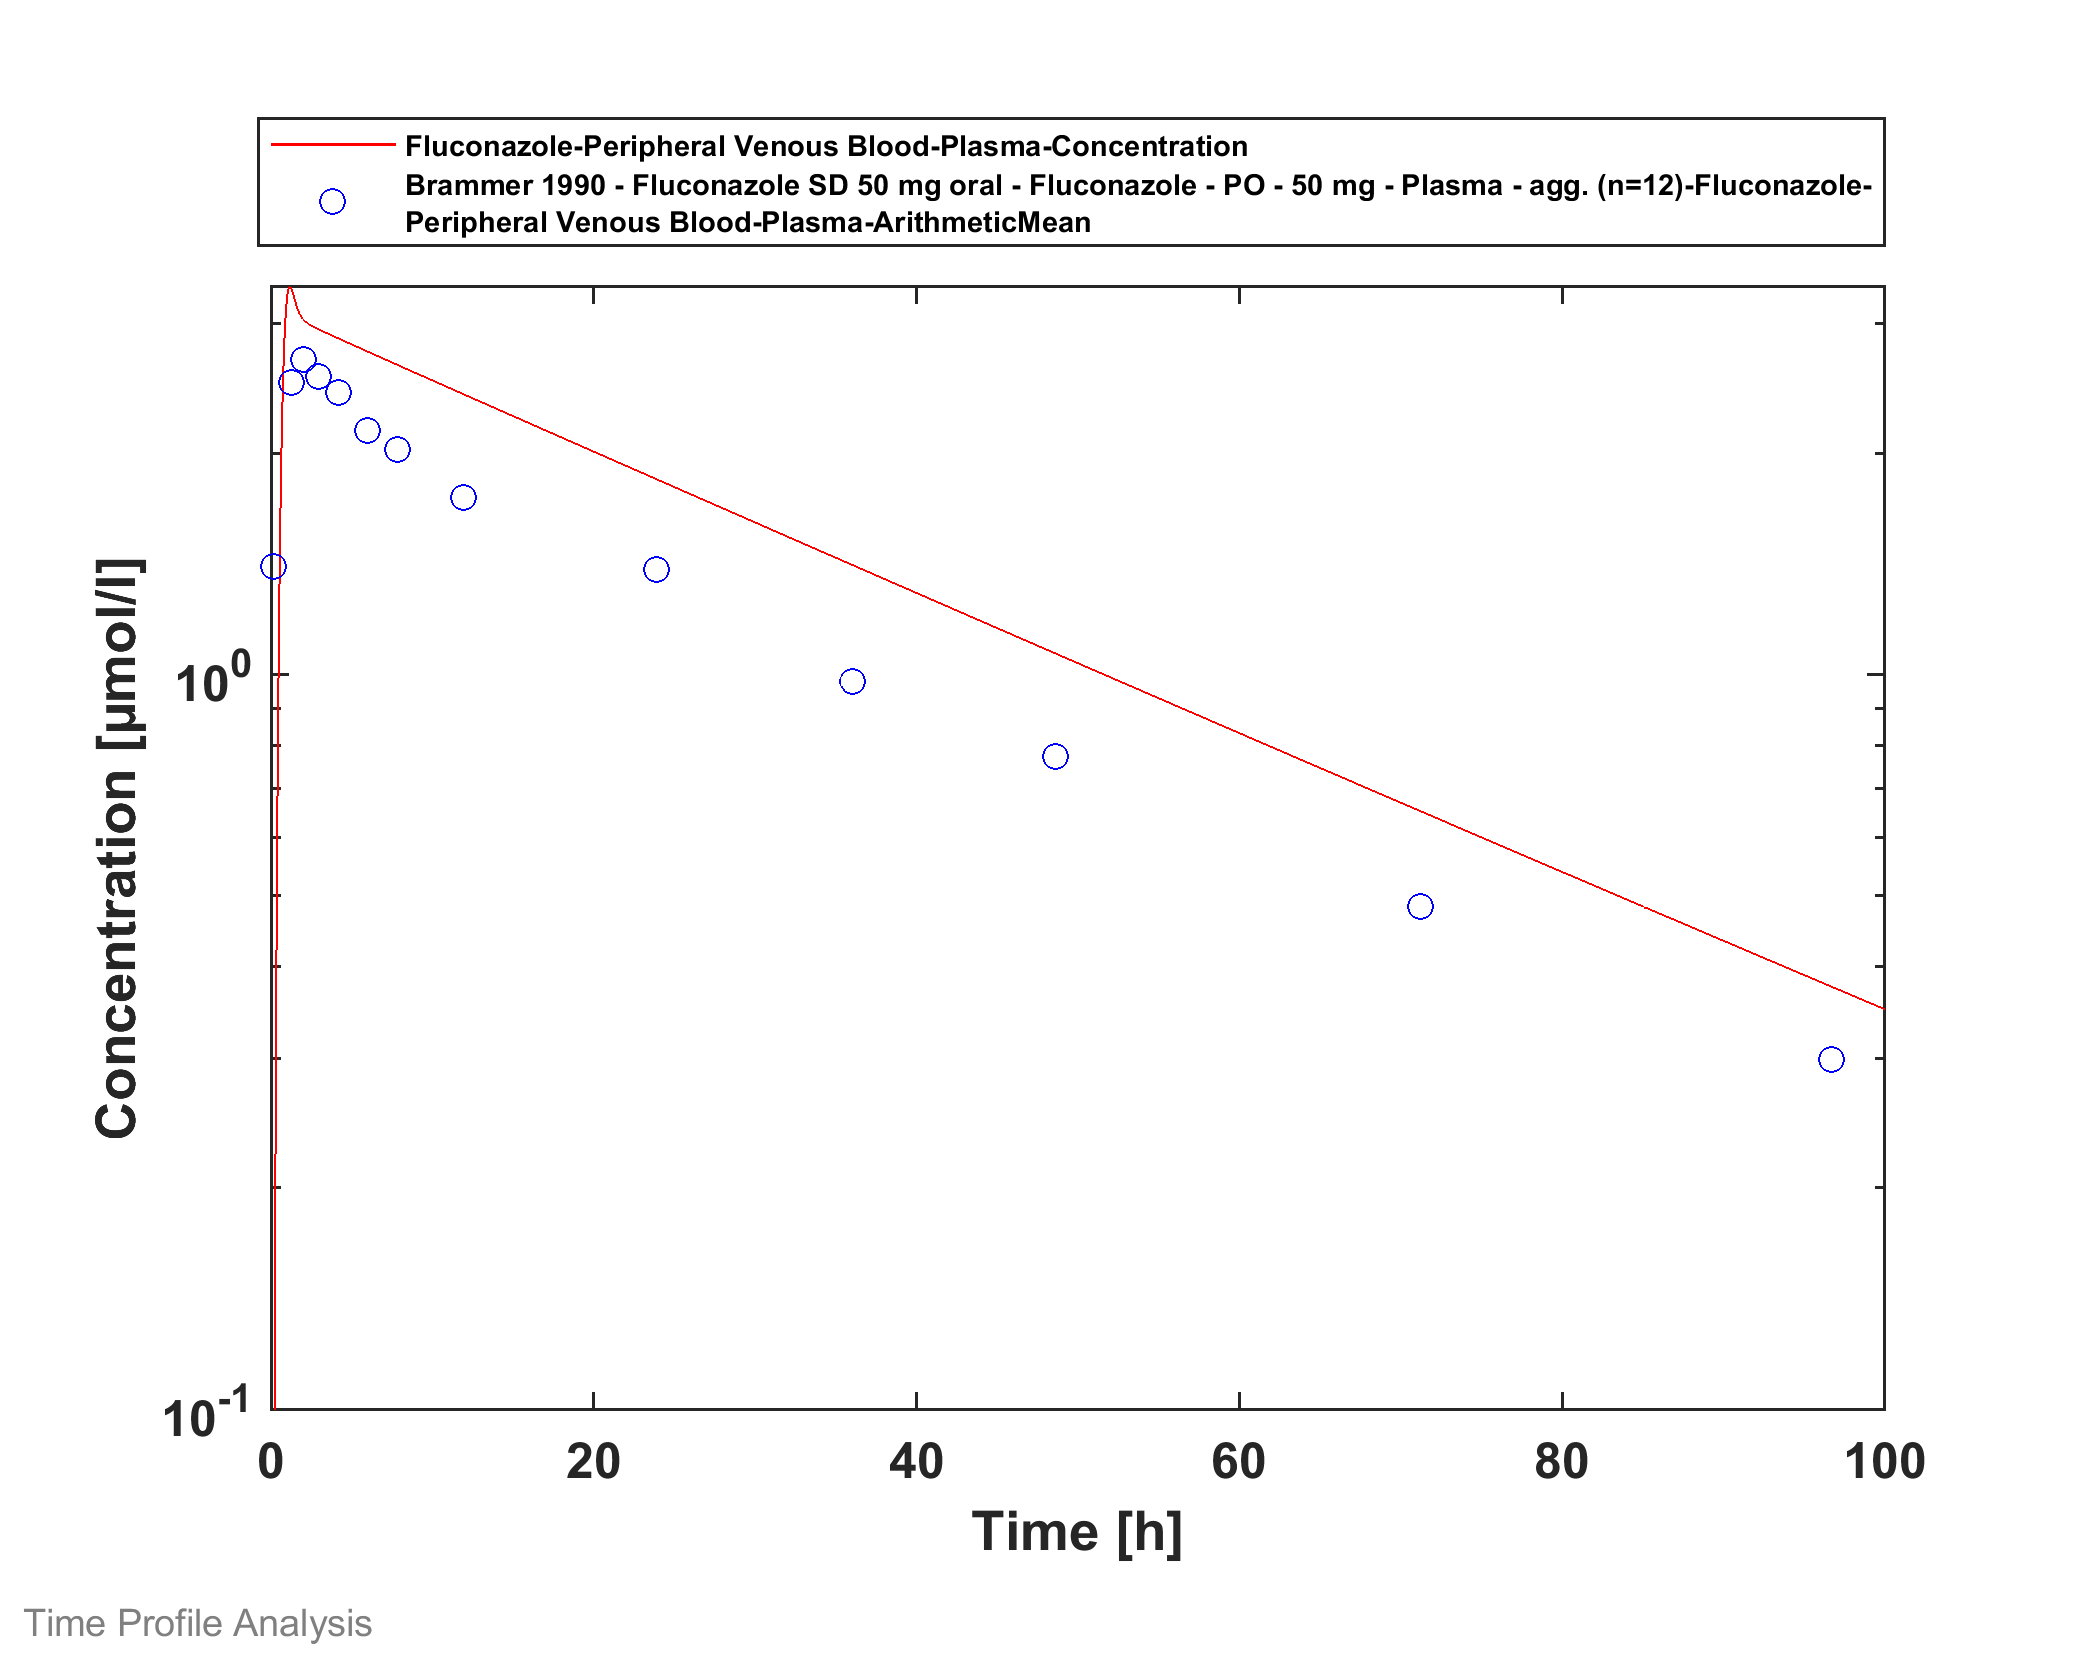 Fluconazole-Peripheral Venous Blood-Plasma-Concentration
Brammer 1990 - Fluconazole SD 50 mg oral - Fluconazole - PO - 50 mg - Plasma - agg. (n=12)-Fluconazole-
Peripheral Venous Blood-Plasma-ArithmeticMean
Concentration [µmol/l]
10^0
10^-1
0 20 40 60 80 100
Time [h]
Time Profile Analysis